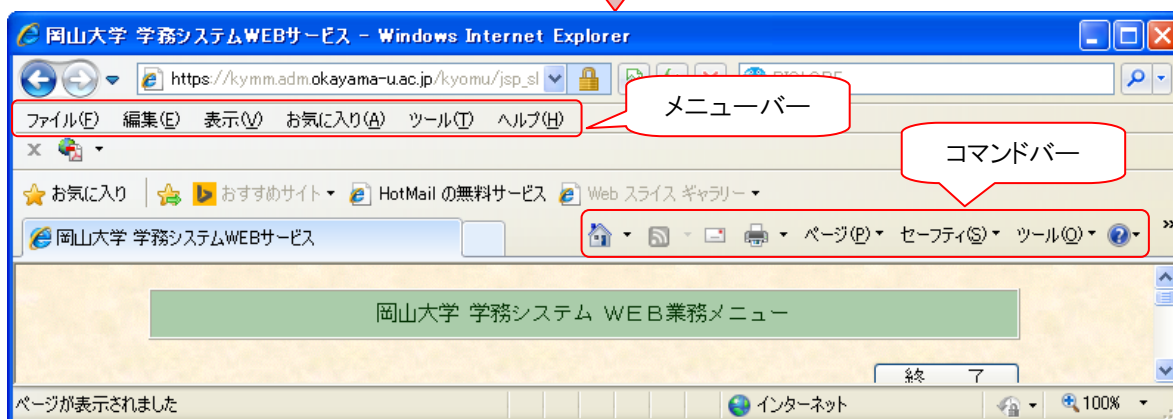 岡山大学 学務システムWEBサービス - Windows Internet Explorer
https://kymm.adm.okayama-u.ac.jp/kyomu/jsp_sl
メニューバー
ファイル(F) 編集(E) 表示(V) お気に入り(A) ツール(T) ヘルプ(H)
コマンドバー
お気に入り おすすめサイト HotMail の無料サービス Web スライス ギャラリー
岡山大学 学務システムWEBサービス
ページ(P) セーフティ(S) ツール(O)
岡山大学 学務システム WEB業務メニュー
終 了
ページが表示されました インターネット 100%